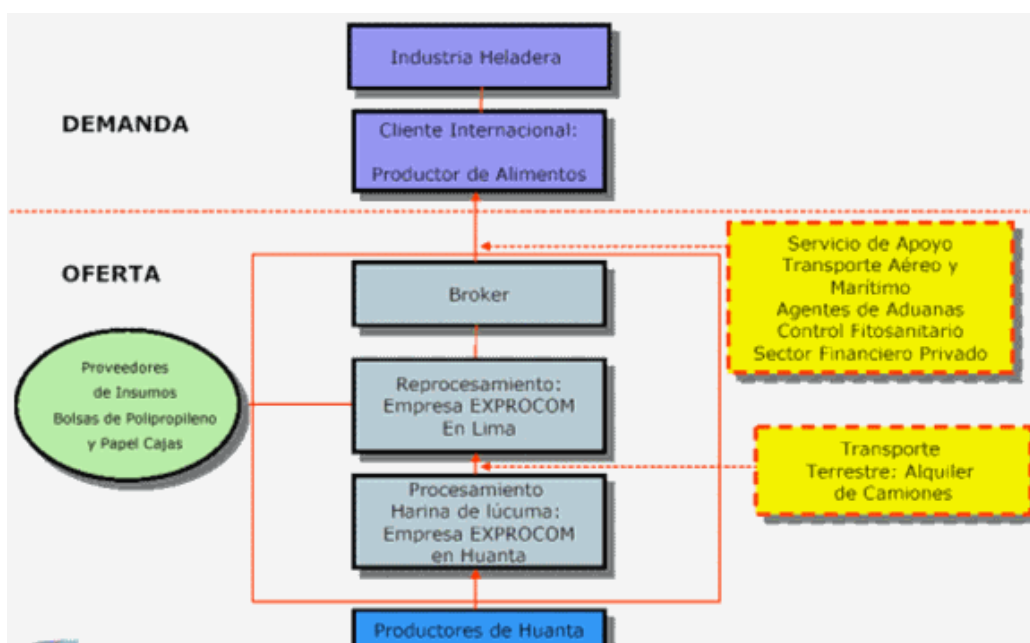 Industria Heladera
DEMANDA
Cliente Internacional:
Productor de Alimentos
OFERTA
Servicio de Apoyo
Transporte Aéreo y
Marítimo
Agentes de Aduanas
Control Fitosanitario
Sector Financiero Privado
Broker
Proveedores
de Insumos
Bolsas de Polipropileno
y Papel Cajas
Reprocesamiento:
Empresa EXPROCOM
En Lima
Transporte
Terrestre: Alquiler
de Camiones
Procesamiento
Harina de lúcuma:
Empresa EXPROCOM
en Huanta
Productores de Huanta